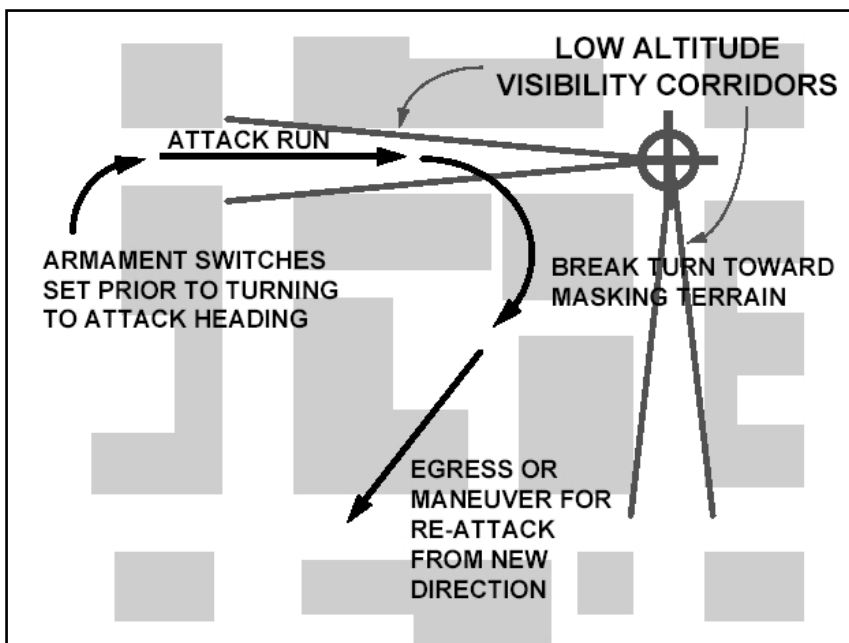 LOW ALTITUDE
VISIBILITY CORRIDORS
ATTACK RUN
ARMAMENT SWITCHES
SET PRIOR TO TURNING
TO ATTACK HEADING
BREAK TURN TOWARD
MASKING TERRAIN
EGRESS OR
MANEUVER FOR
RE-ATTACK
FROM NEW
DIRECTION